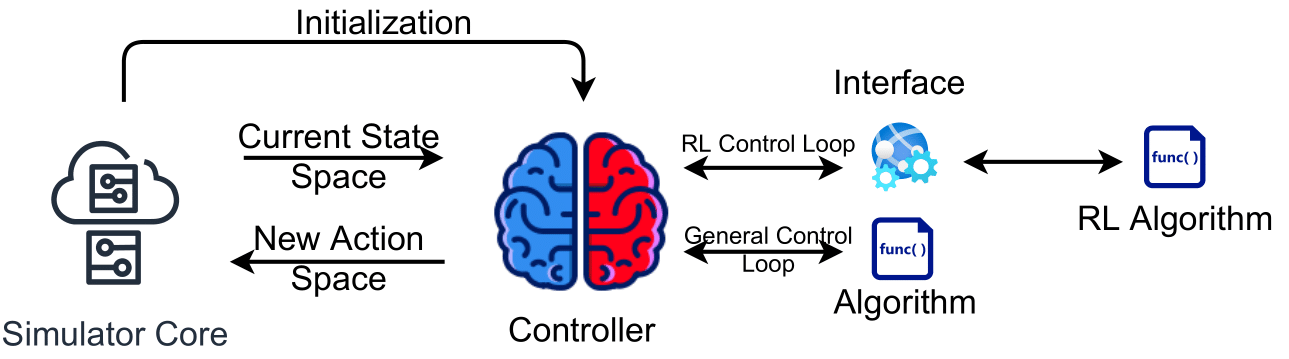 Initialization
Interface
Current State
Space
RL Control Loop
func( )
RL Algorithm
New Action
Space
General Control
Loop
func( )
Algorithm
Simulator Core
Controller